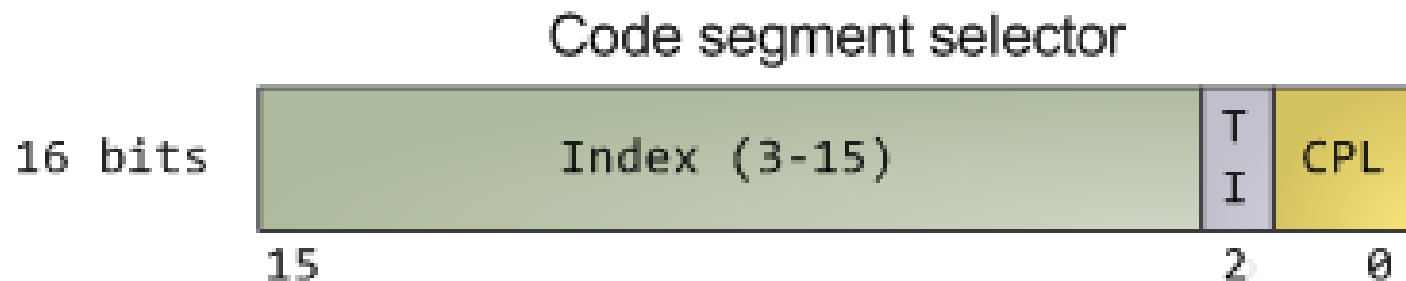 Code segment selector
16 bits
Index (3-15)
T
I
CPL
15
2
0